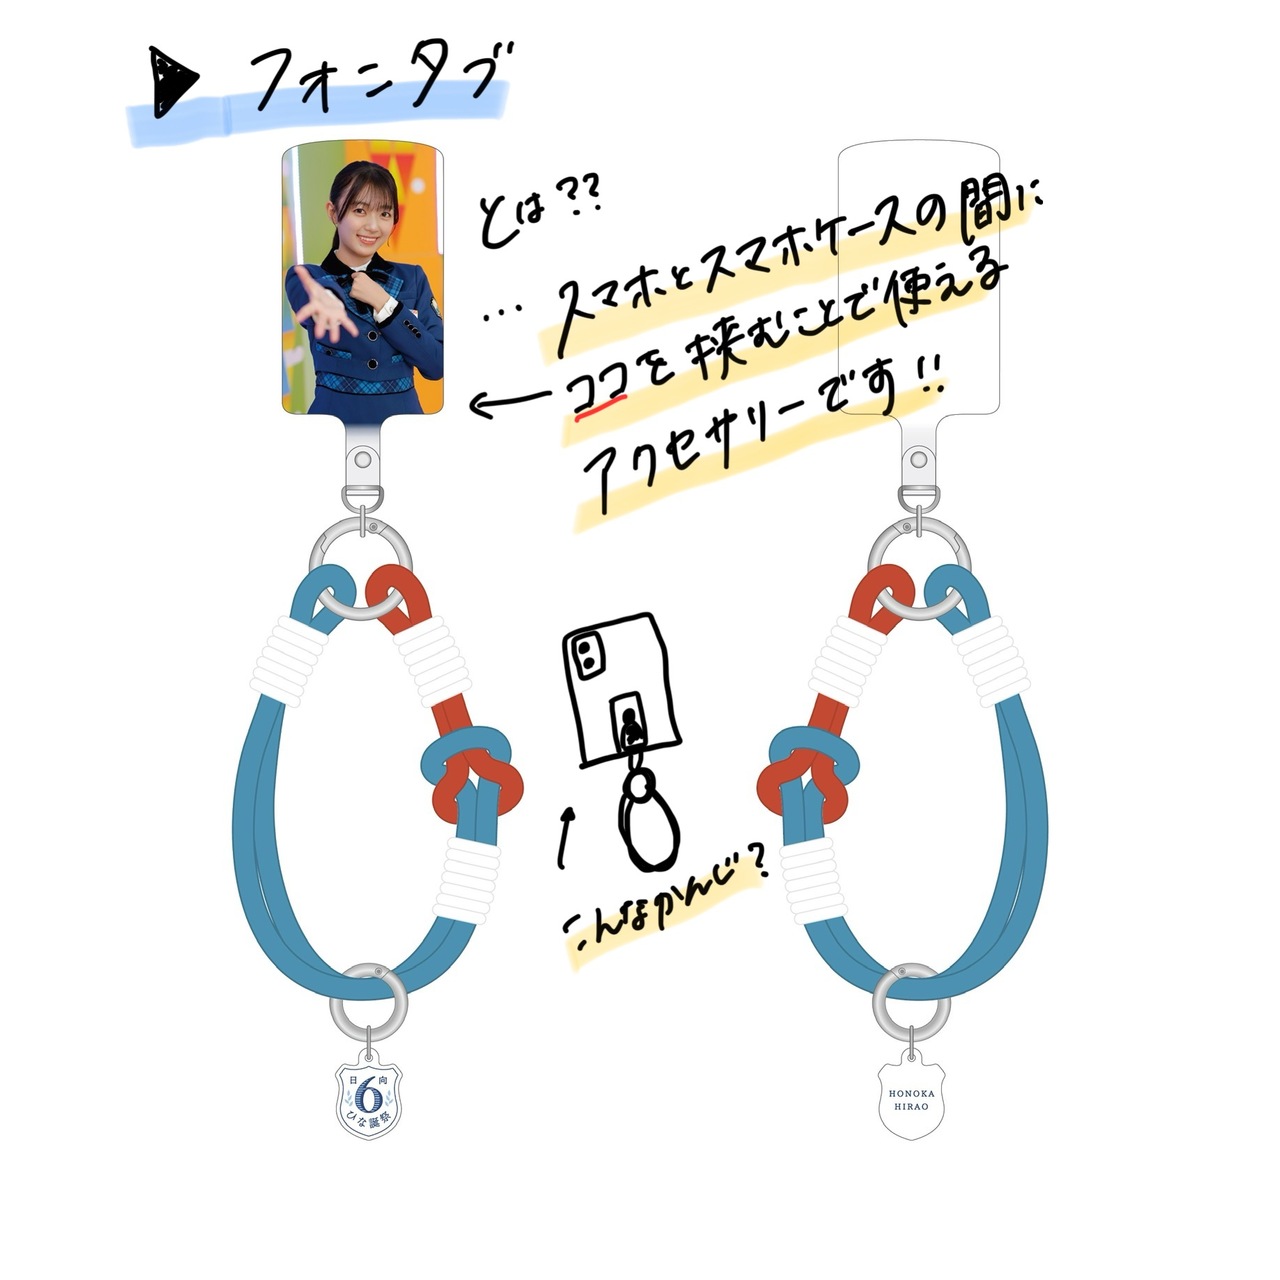 ▶ フォンタブ
とは??
… スマホとスマホケースの間に
ココを挟むことで使える
アクセサリーです!!
こんなかんじ?
日 6 向
ひな誕祭
HONOKA
HIRAO